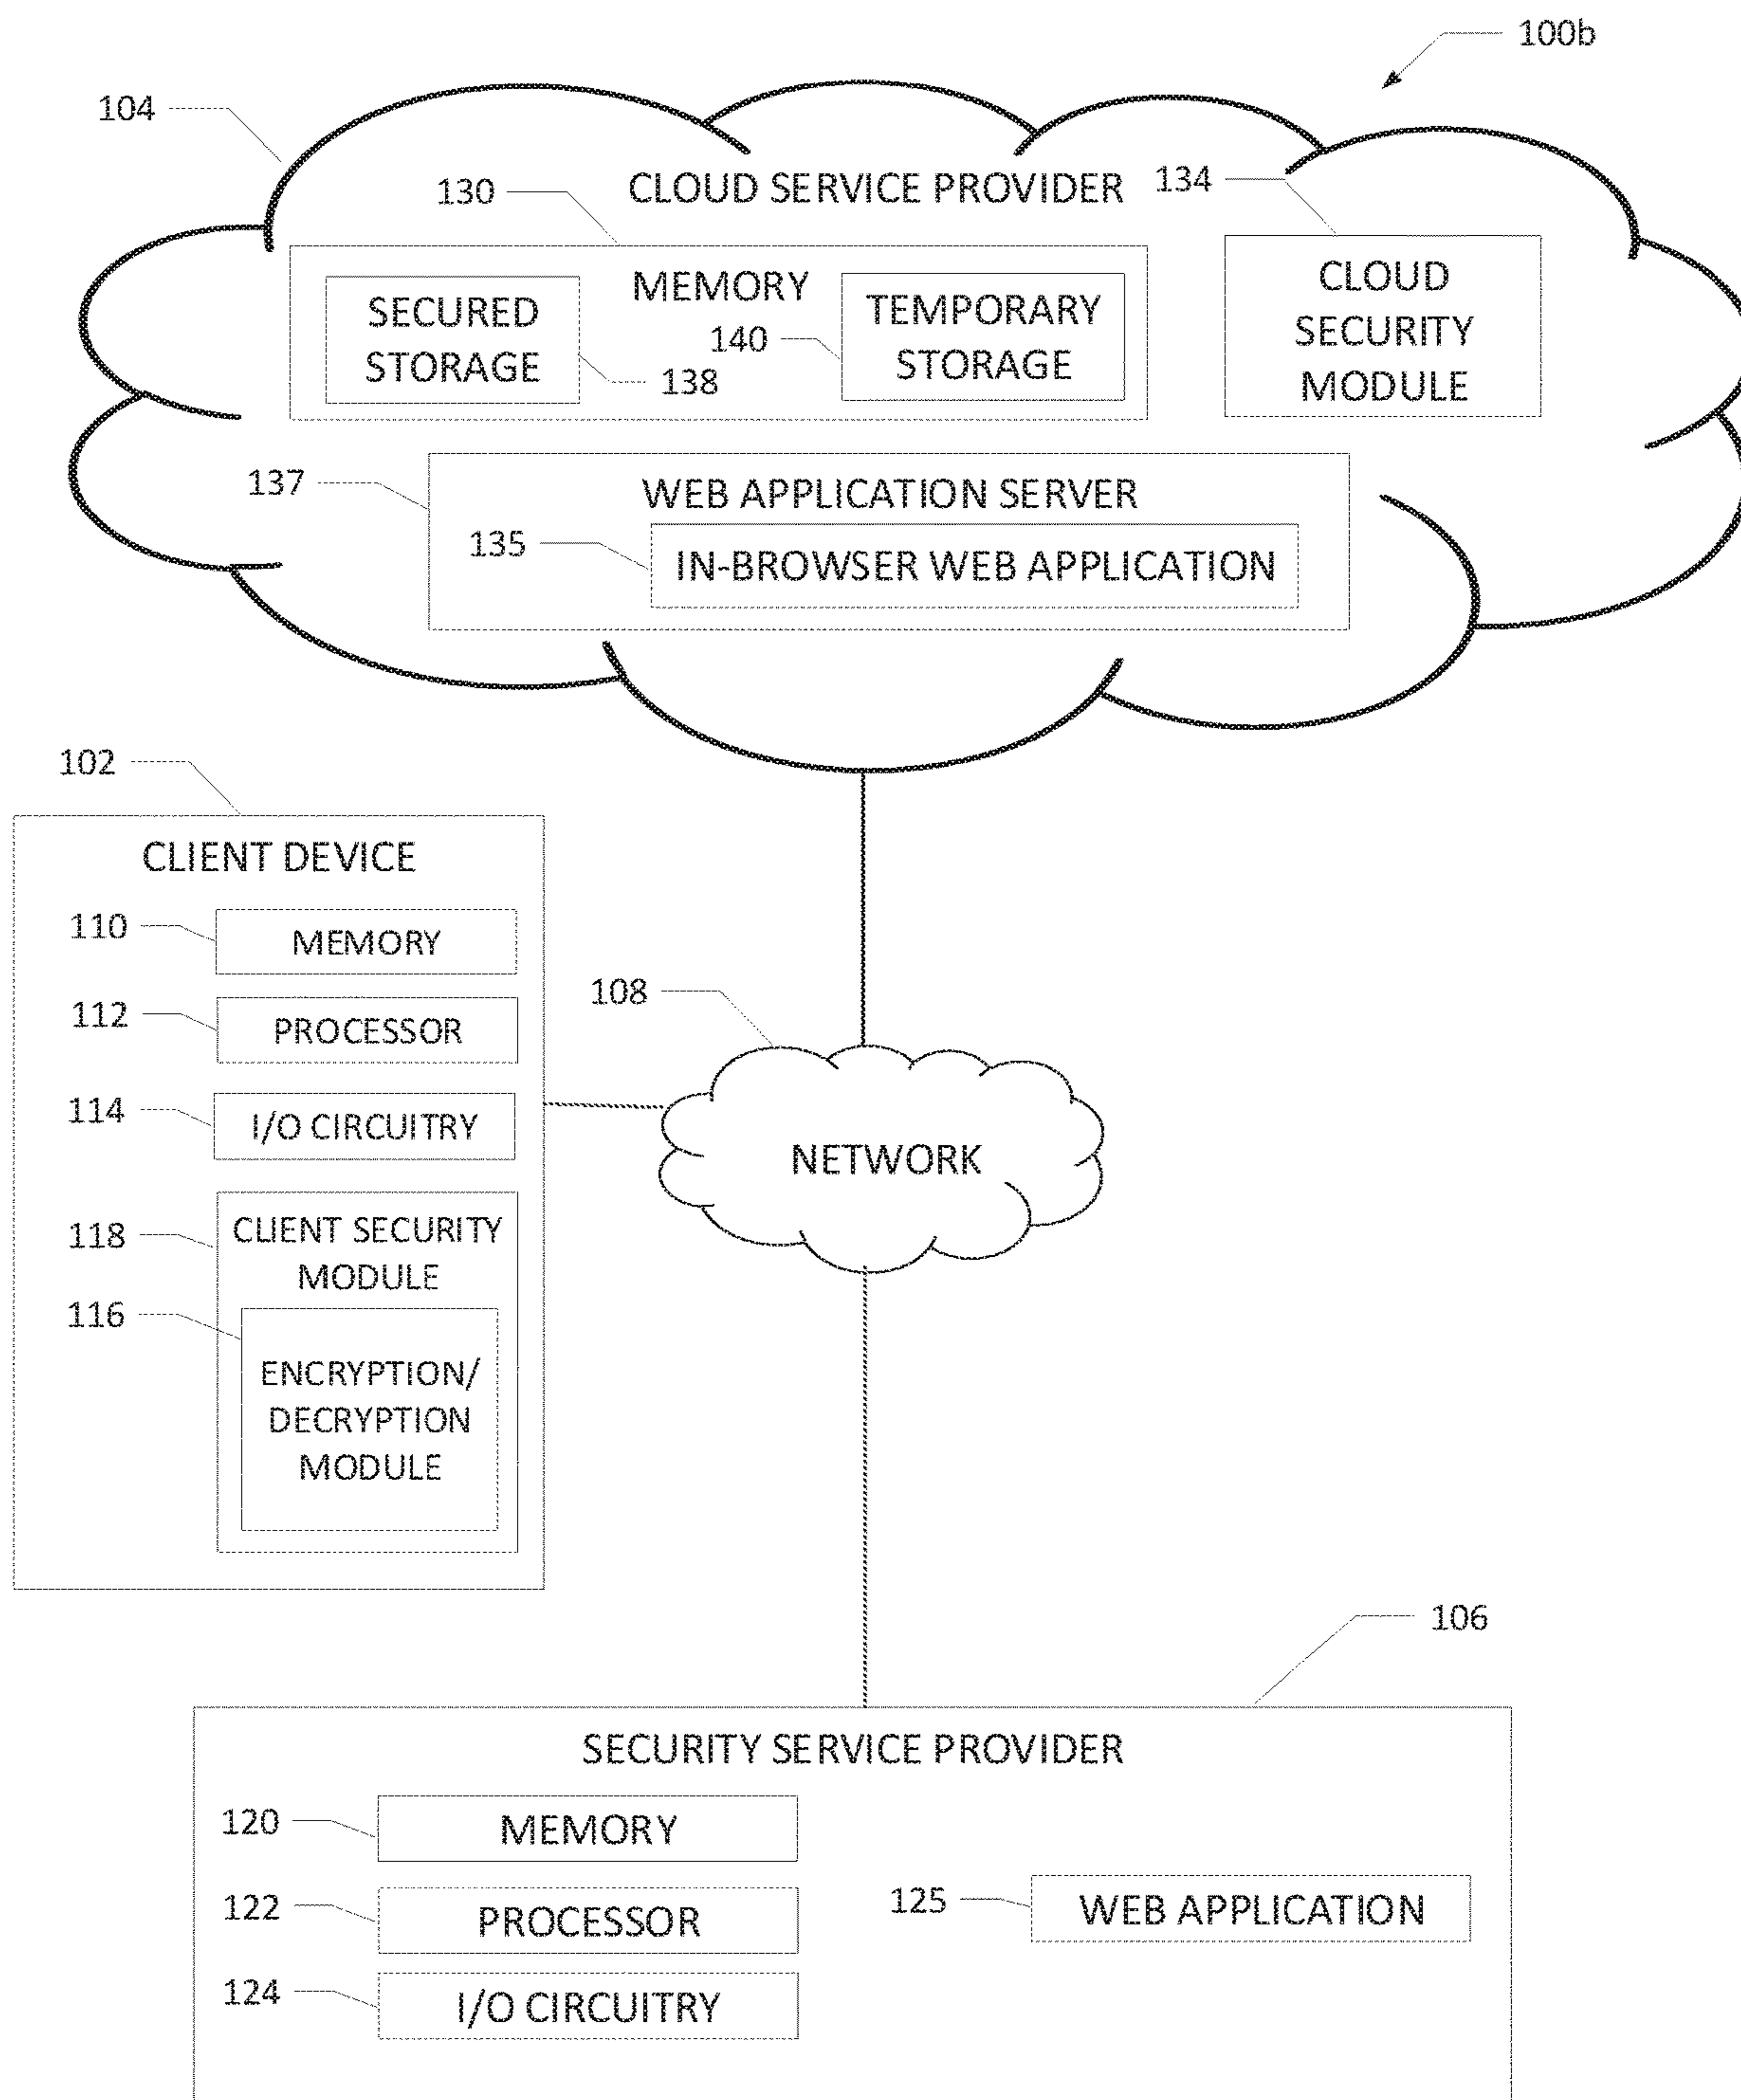 100b
104
CLOUD SERVICE PROVIDER
130
134
MEMORY
SECURED
STORAGE
138
140
TEMPORARY
STORAGE
CLOUD
SECURITY
MODULE
137
WEB APPLICATION SERVER
135
IN-BROWSER WEB APPLICATION
102
CLIENT DEVICE
110
MEMORY
112
PROCESSOR
114
I/O CIRCUITRY
118
CLIENT SECURITY
MODULE
116
ENCRYPTION/
DECRYPTION
MODULE
108
NETWORK
106
SECURITY SERVICE PROVIDER
120
MEMORY
122
PROCESSOR
125
WEB APPLICATION
124
I/O CIRCUITRY